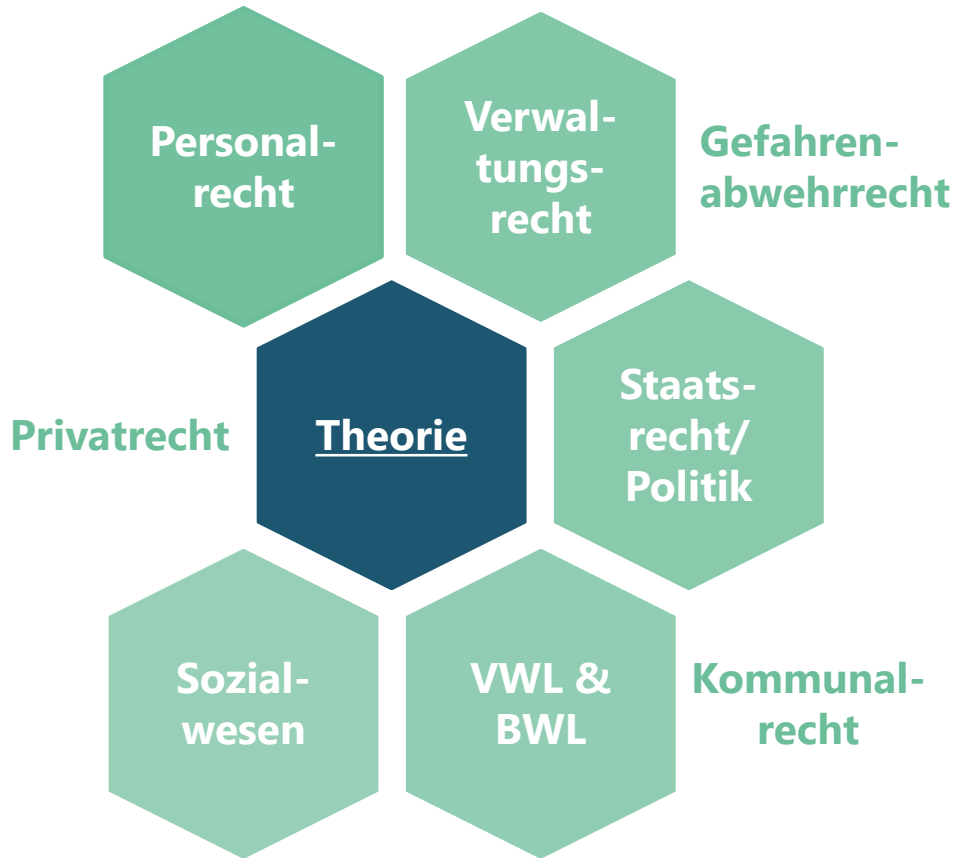 Personal-
recht
Verwal-
tungs-
recht
Gefahren-
abwehrrecht
Privatrecht
Theorie
Staats-
recht/
Politik
Sozial-
wesen
VWL &
BWL
Kommunal-
recht